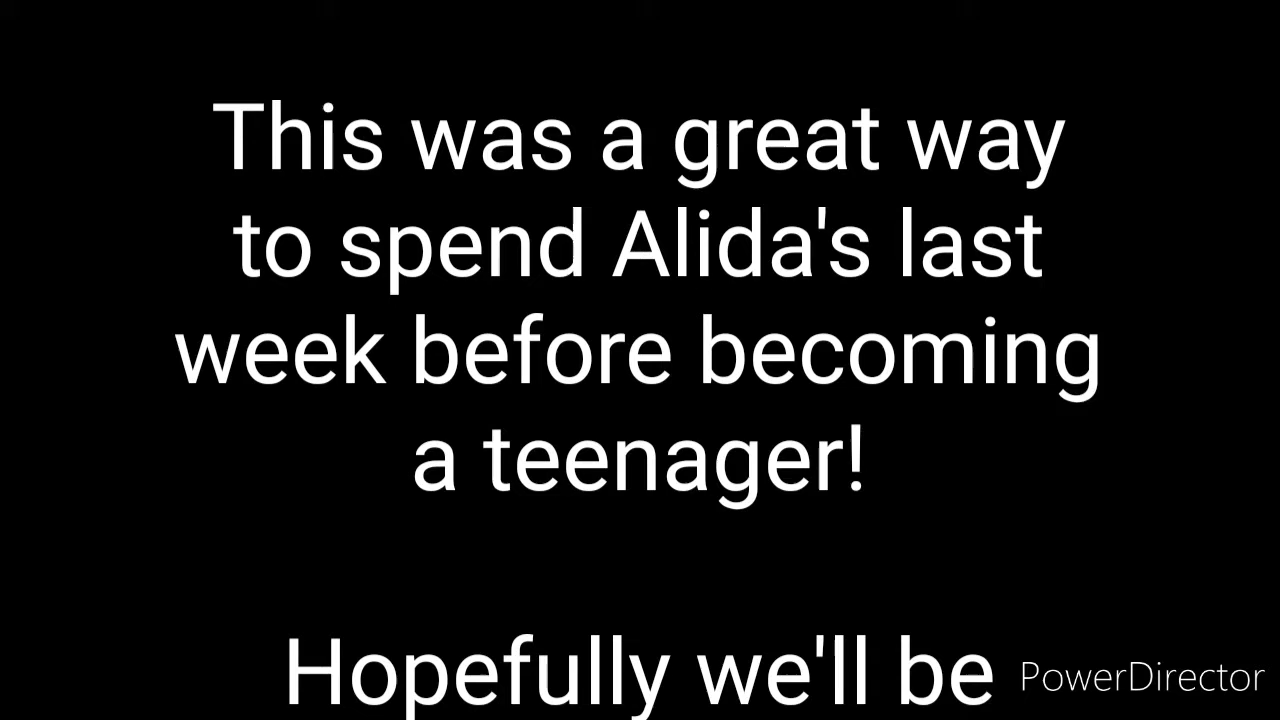 This was a great way
to spend Alida's last
week before becoming
a teenager!
Hopefully we'll be
PowerDirector